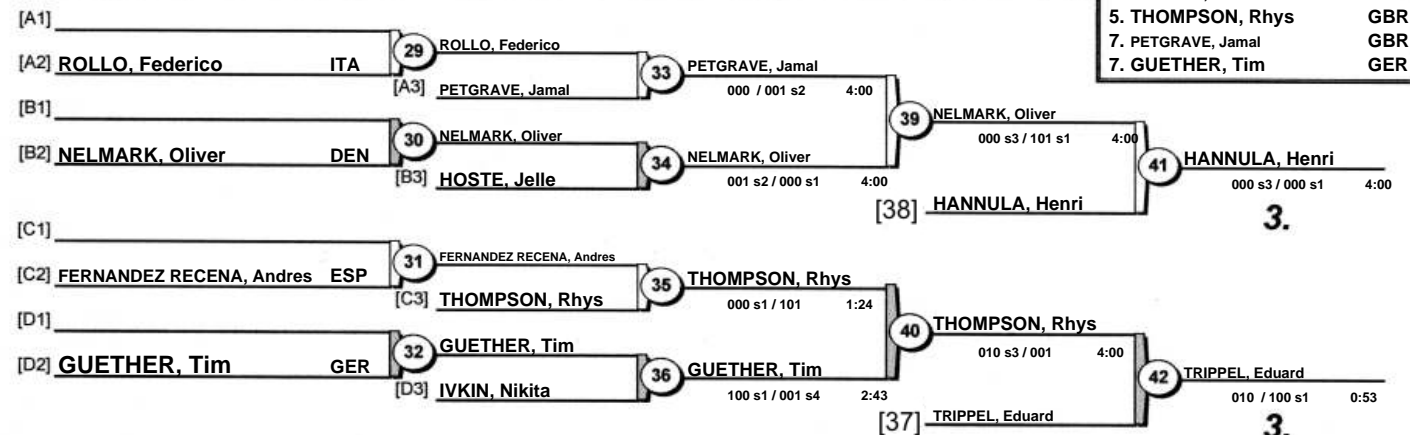 5. THOMPSON, Rhys GBR
7. PETGRAVE, Jamal GBR
7. GUETHER, Tim GER
[A1]
[A2] ROLLO, Federico ITA
29
ROLLO, Federico
[A3] PETGRAVE, Jamal
33
PETGRAVE, Jamal
000 / 001 s2 4:00
[B1]
[B2] NELMARK, Oliver DEN
30
NELMARK, Oliver
[B3] HOSTE, Jelle
34
NELMARK, Oliver
001 s2 / 000 s1 4:00
39
NELMARK, Oliver
000 s3 / 101 s1 4:00
[38] HANNULA, Henri
41
HANNULA, Henri
000 s3 / 000 s1 4:00
3.
[C1]
[C2] FERNANDEZ RECENA, Andres ESP
31
FERNANDEZ RECENA, Andres
[C3] THOMPSON, Rhys
35
THOMPSON, Rhys
000 s1 / 101 1:24
[D1]
[D2] GUETHER, Tim GER
32
GUETHER, Tim
[D3] IVKIN, Nikita
36
GUETHER, Tim
100 s1 / 001 s4 2:43
40
THOMPSON, Rhys
010 s3 / 001 4:00
[37] TRIPPEL, Eduard
42
TRIPPEL, Eduard
010 / 100 s1 0:53
3.